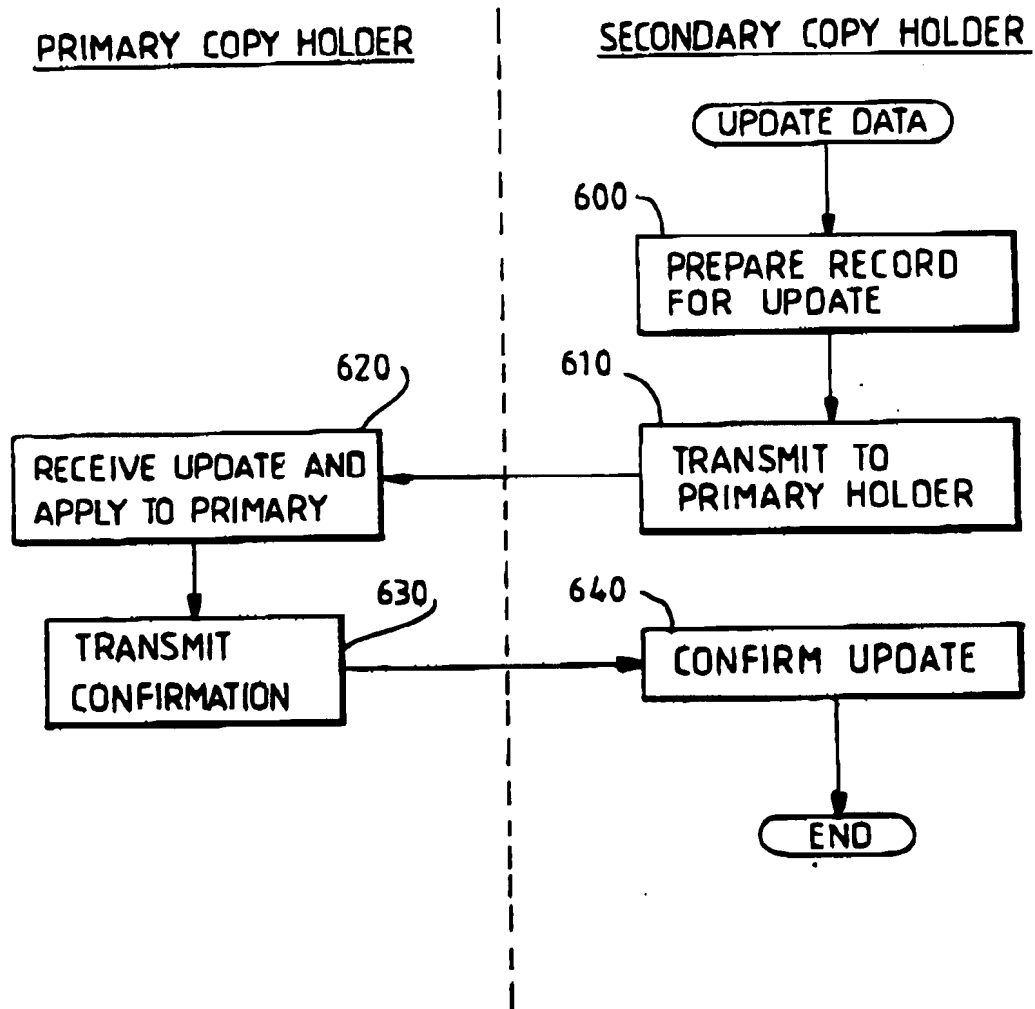 PRIMARY COPY HOLDER
SECONDARY COPY HOLDER
UPDATE DATA
600
PREPARE RECORD
FOR UPDATE
610
TRANSMIT TO
PRIMARY HOLDER
620
RECEIVE UPDATE AND
APPLY TO PRIMARY
630
TRANSMIT
CONFIRMATION
640
CONFIRM UPDATE
END